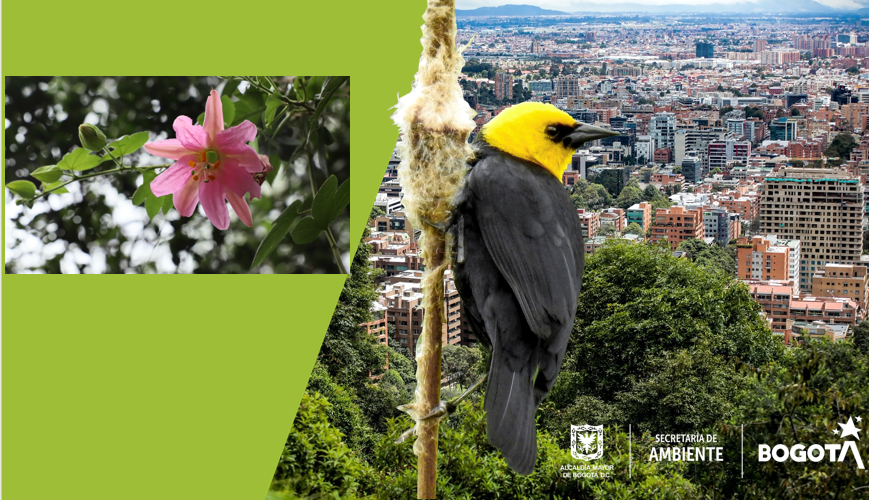 ALCALDÍA MAYOR
DE BOGOTÁ D.C.
SECRETARÍA DE
AMBIENTE
BOGOTÁ